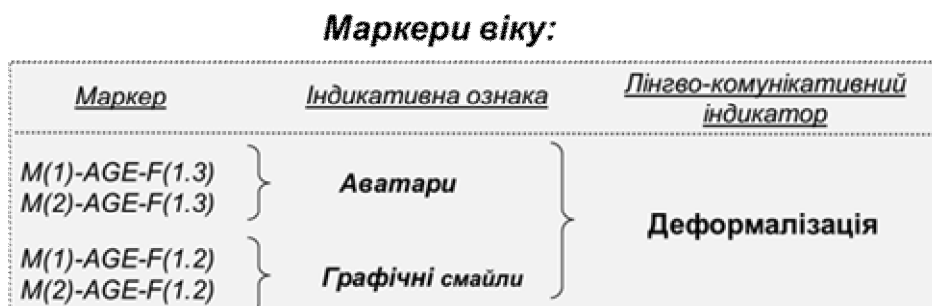 Маркери віку:
Маркер Індикативна ознака Лінгво-комунікативний індикатор
M(1)-AGE-F(1.3)
M(2)-AGE-F(1.3)
Аватари
M(1)-AGE-F(1.2)
M(2)-AGE-F(1.2)
Графічні смайли
Деформалізація